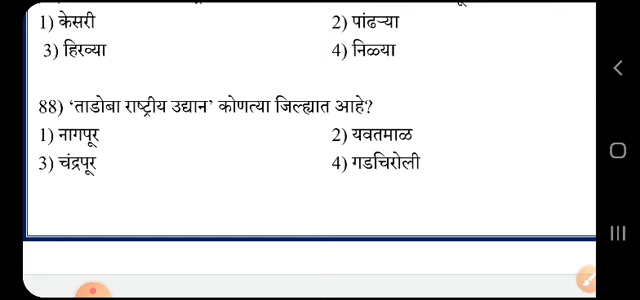 1) केसरी 2) पांढऱ्या
3) हिरव्या 4) निळ्या
88) ‘ताडोबा राष्ट्रीय उद्यान’ कोणत्या जिल्ह्यात आहे?
1) नागपूर 2) यवतमाळ
3) चंद्रपूर 4) गडचिरोली